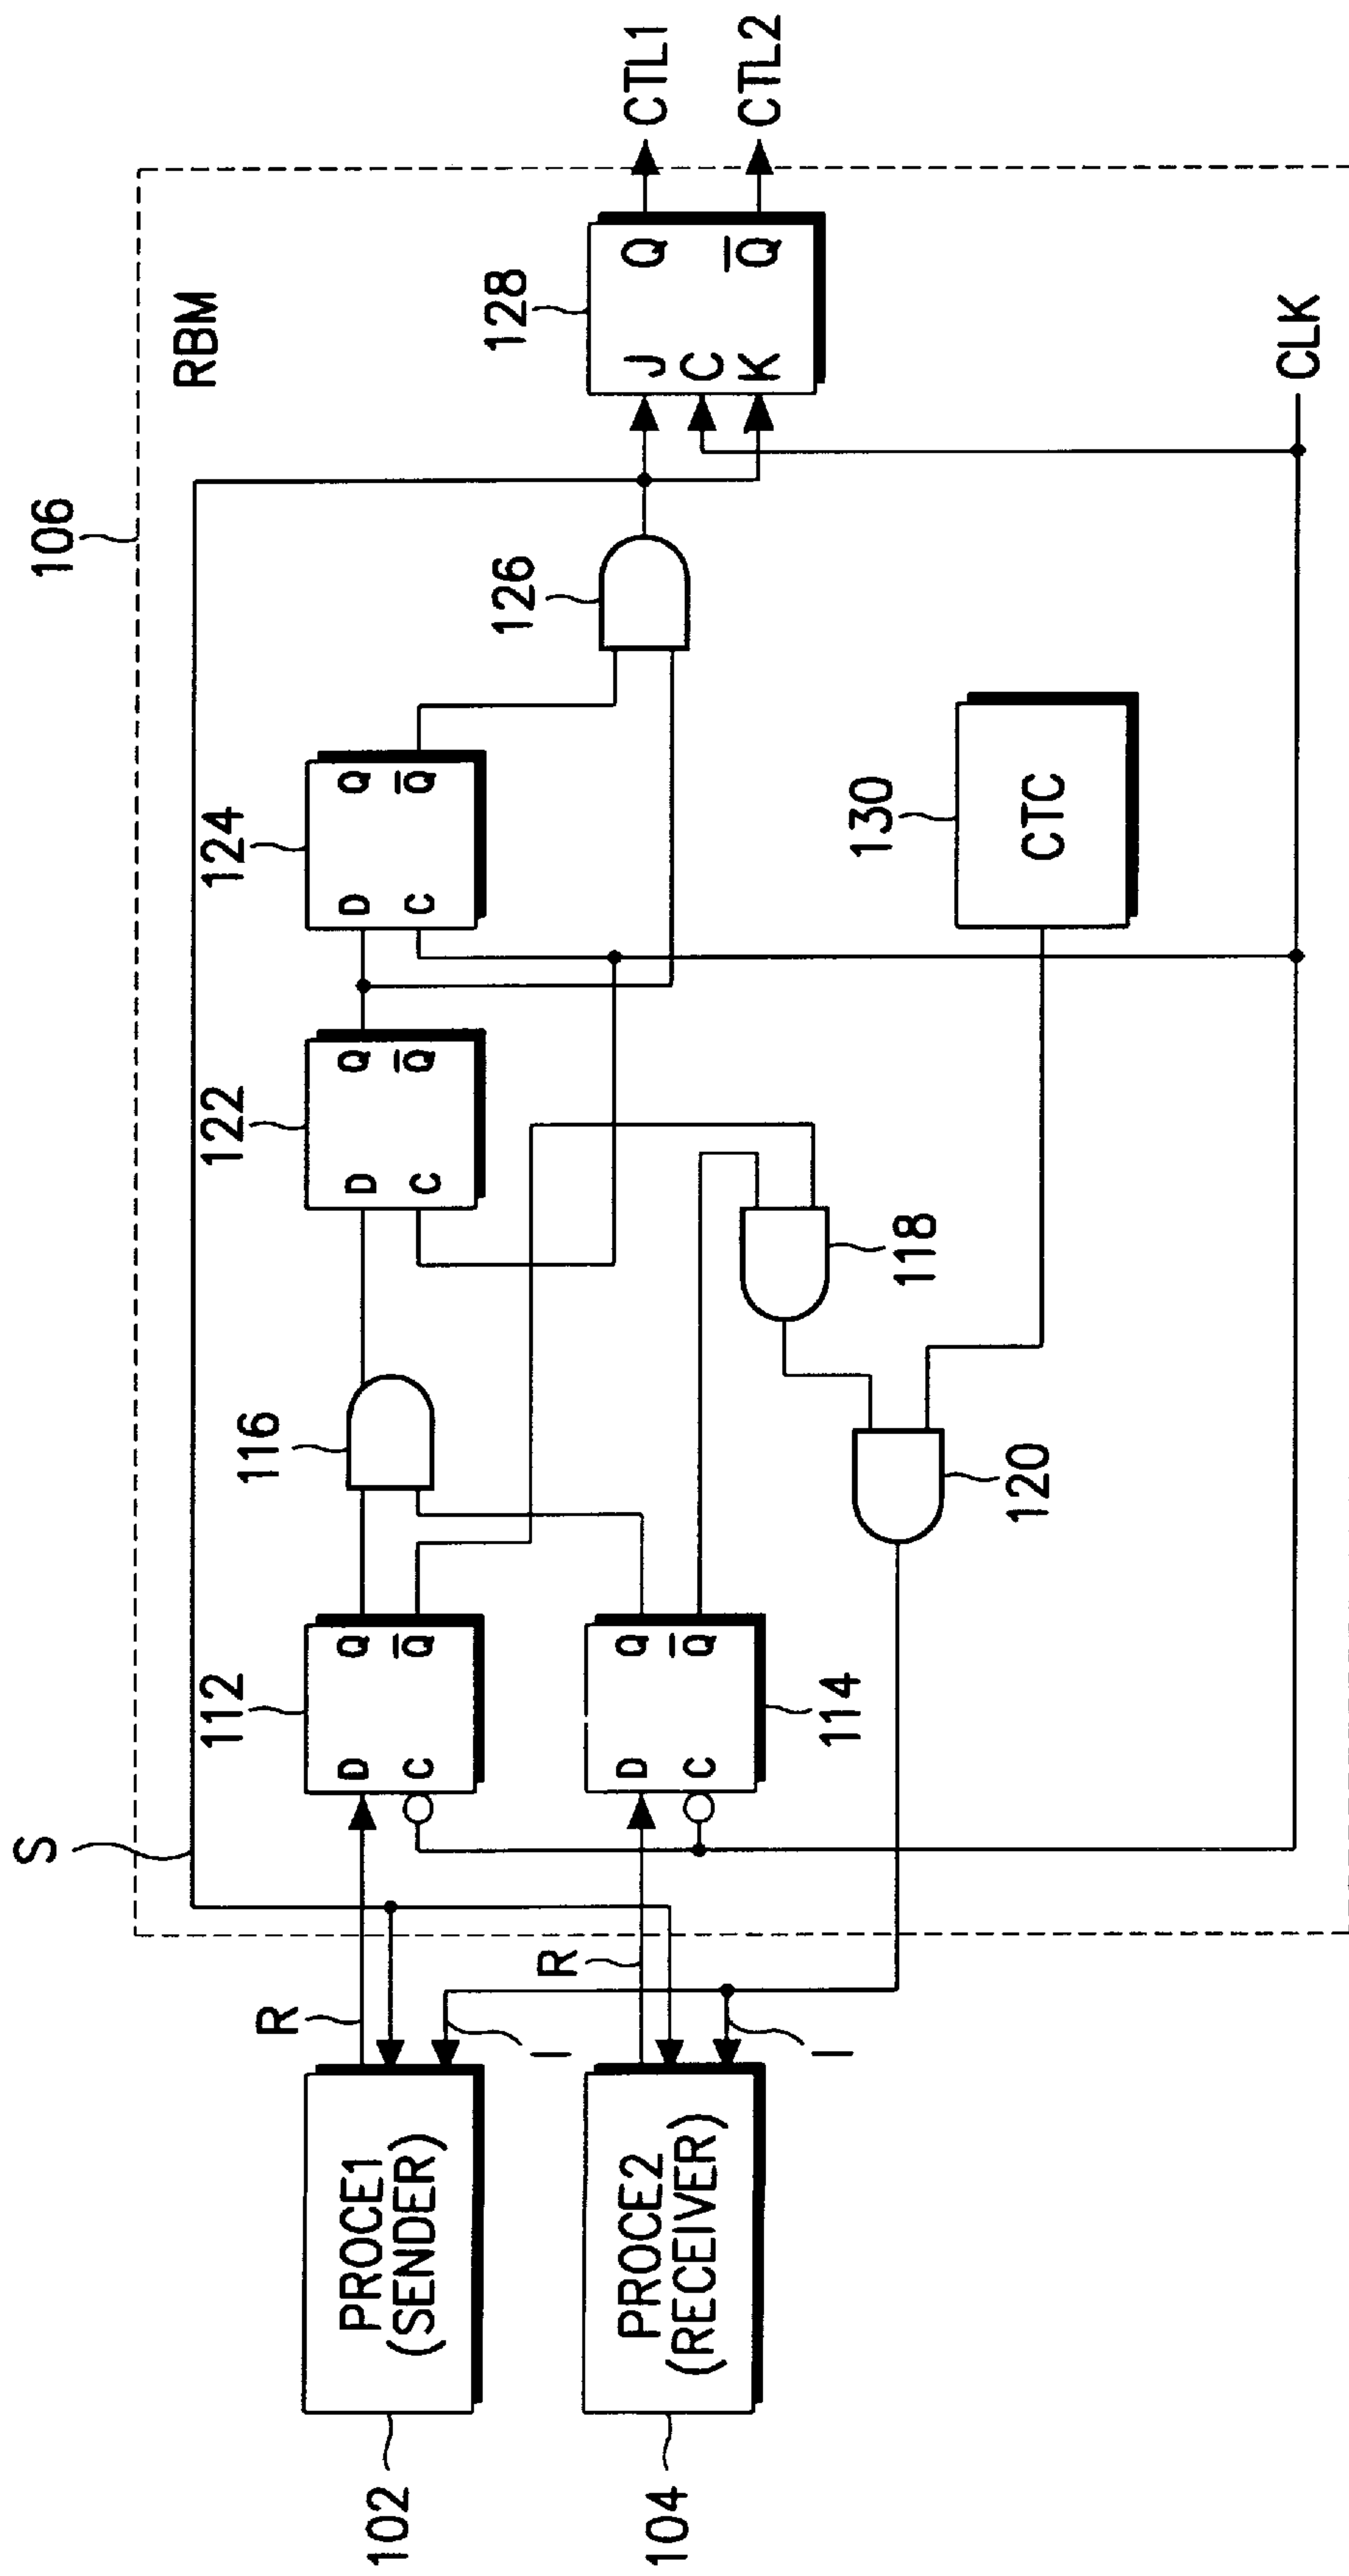 106
RBM
S
R
R
I
I
102
PROCE1
(SENDER)
104
PROCE2
(RECEIVER)
112
D
C
Q
Q̅
114
D
C
Q
Q̅
116
118
120
122
D
C
Q
Q̅
124
D
C
Q
Q̅
126
130
CTC
128
J
C
K
Q
Q̅
CTL1
CTL2
CLK